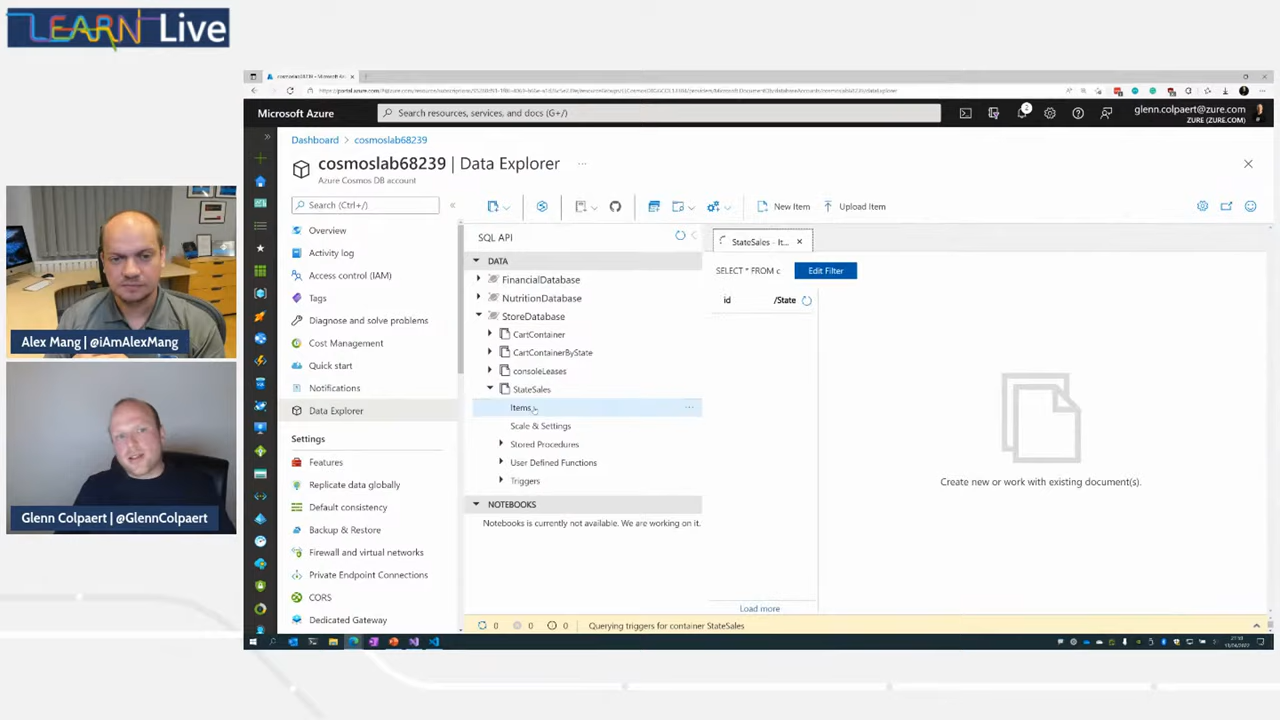 LEARN Live
cosmoslab68239 - Microsoft Az
Microsoft Azure
Search resources, services, and docs (G+/)
2
glenn.colpaert@zure.com
ZURE (ZURE.COM)
Dashboard > cosmoslab68239
cosmoslab68239 | Data Explorer ...
Azure Cosmos DB account
Search (Ctrl+/)
Overview
Activity log
Access control (IAM)
Tags
Diagnose and solve problems
Cost Management
Quick start
Notifications
Data Explorer
Settings
Features
Replicate data globally
Default consistency
Backup & Restore
Firewall and virtual networks
Private Endpoint Connections
CORS
Dedicated Gateway
New Item
Upload Item
SQL API
DATA
FinancialDatabase
NutritionDatabase
StoreDatabase
CartContainer
CartContainerByState
consoleLeases
StateSales
Items
Scale & Settings
Stored Procedures
User Defined Functions
Triggers
NOTEBOOKS
Notebooks is currently not available. We are working on it.
StateSales - It...
SELECT * FROM c
Edit Filter
id /State
Load more
Create new or work with existing document(s).
0 0 0 Querying triggers for container StateSales
Alex Mang | @iAmAlexMang
Glenn Colpaert | @GlennColpaert